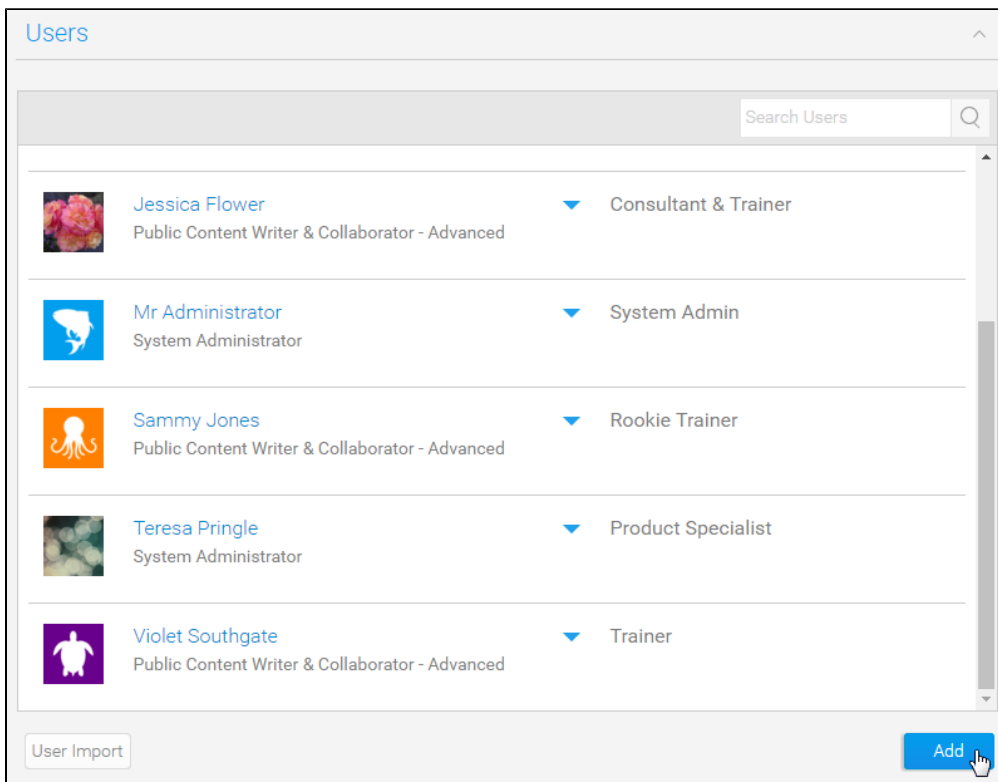 Users
Search Users
Jessica Flower
Consultant & Trainer
Public Content Writer & Collaborator - Advanced
Mr Administrator
System Admin
System Administrator
Sammy Jones
Rookie Trainer
Public Content Writer & Collaborator - Advanced
Teresa Pringle
Product Specialist
System Administrator
Violet Southgate
Trainer
Public Content Writer & Collaborator - Advanced
User Import
Add